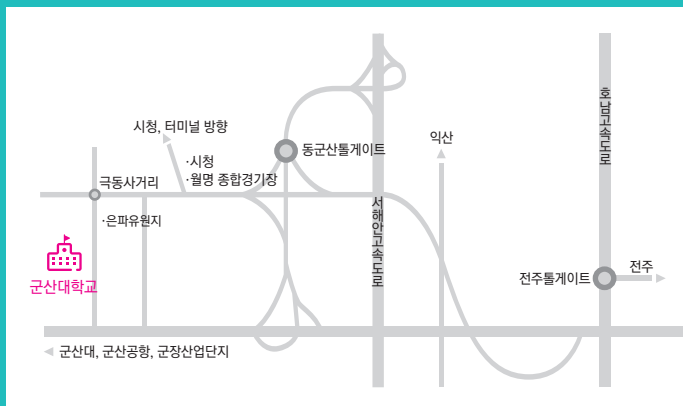 호남고속도로
시청, 터미널 방향
익산
동군산톨게이트
·시청
·월명 종합경기장
극동사거리
서해안고속도로
·은파유원지
전주
전주톨게이트
군산대학교
군산대, 군산공항, 군장산업단지